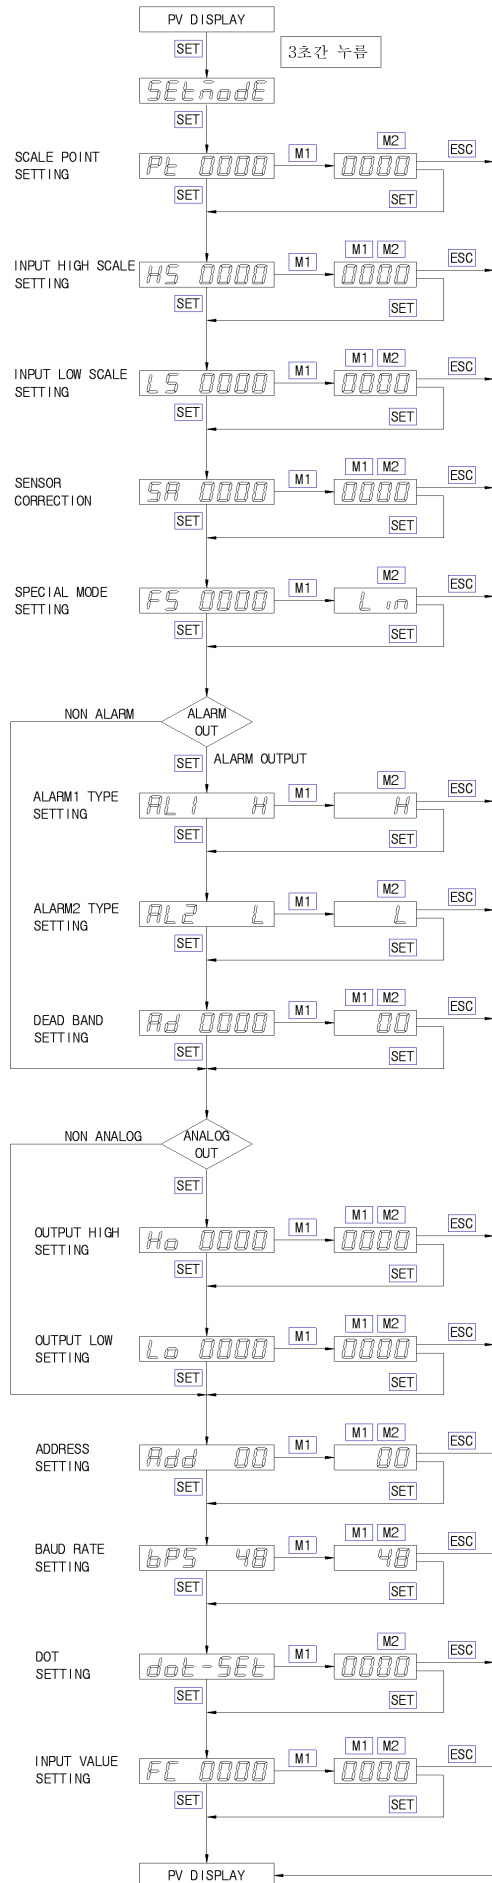 PV DISPLAY
SET
3초간 누름
SEtmodE
SET
SCALE POINT
SETTING
Pt 0000
M1
M2
0000
ESC
SET
SET
INPUT HIGH SCALE
SETTING
HS 0000
M1
M1 M2
0000
ESC
SET
SET
INPUT LOW SCALE
SETTING
LS 0000
M1
M1 M2
0000
ESC
SET
SET
SENSOR
CORRECTION
SA 0000
M1
M1 M2
0000
ESC
SET
SET
SPECIAL MODE
SETTING
FS 0000
M1
M2
Lin
ESC
SET
SET
NON ALARM
ALARM
OUT
SET
ALARM OUTPUT
ALARM1 TYPE
SETTING
AL1 H
M1
M2
H
ESC
SET
SET
ALARM2 TYPE
SETTING
AL2 L
M1
M2
L
ESC
SET
SET
DEAD BAND
SETTING
Ad 0000
M1
M1 M2
00
ESC
SET
SET
NON ANALOG
ANALOG
OUT
SET
OUTPUT HIGH
SETTING
Ho 0000
M1
M1 M2
0000
ESC
SET
SET
OUTPUT LOW
SETTING
Lo 0000
M1
M1 M2
0000
ESC
SET
SET
ADDRESS
SETTING
Add 00
M1
M1 M2
00
ESC
SET
SET
BAUD RATE
SETTING
bPS 48
M1
M1 M2
48
ESC
SET
SET
DOT
SETTING
dot-SEt
M1
M2
0000
ESC
SET
SET
INPUT VALUE
SETTING
FC 0000
M1
M1 M2
0000
ESC
SET
SET
PV DISPLAY